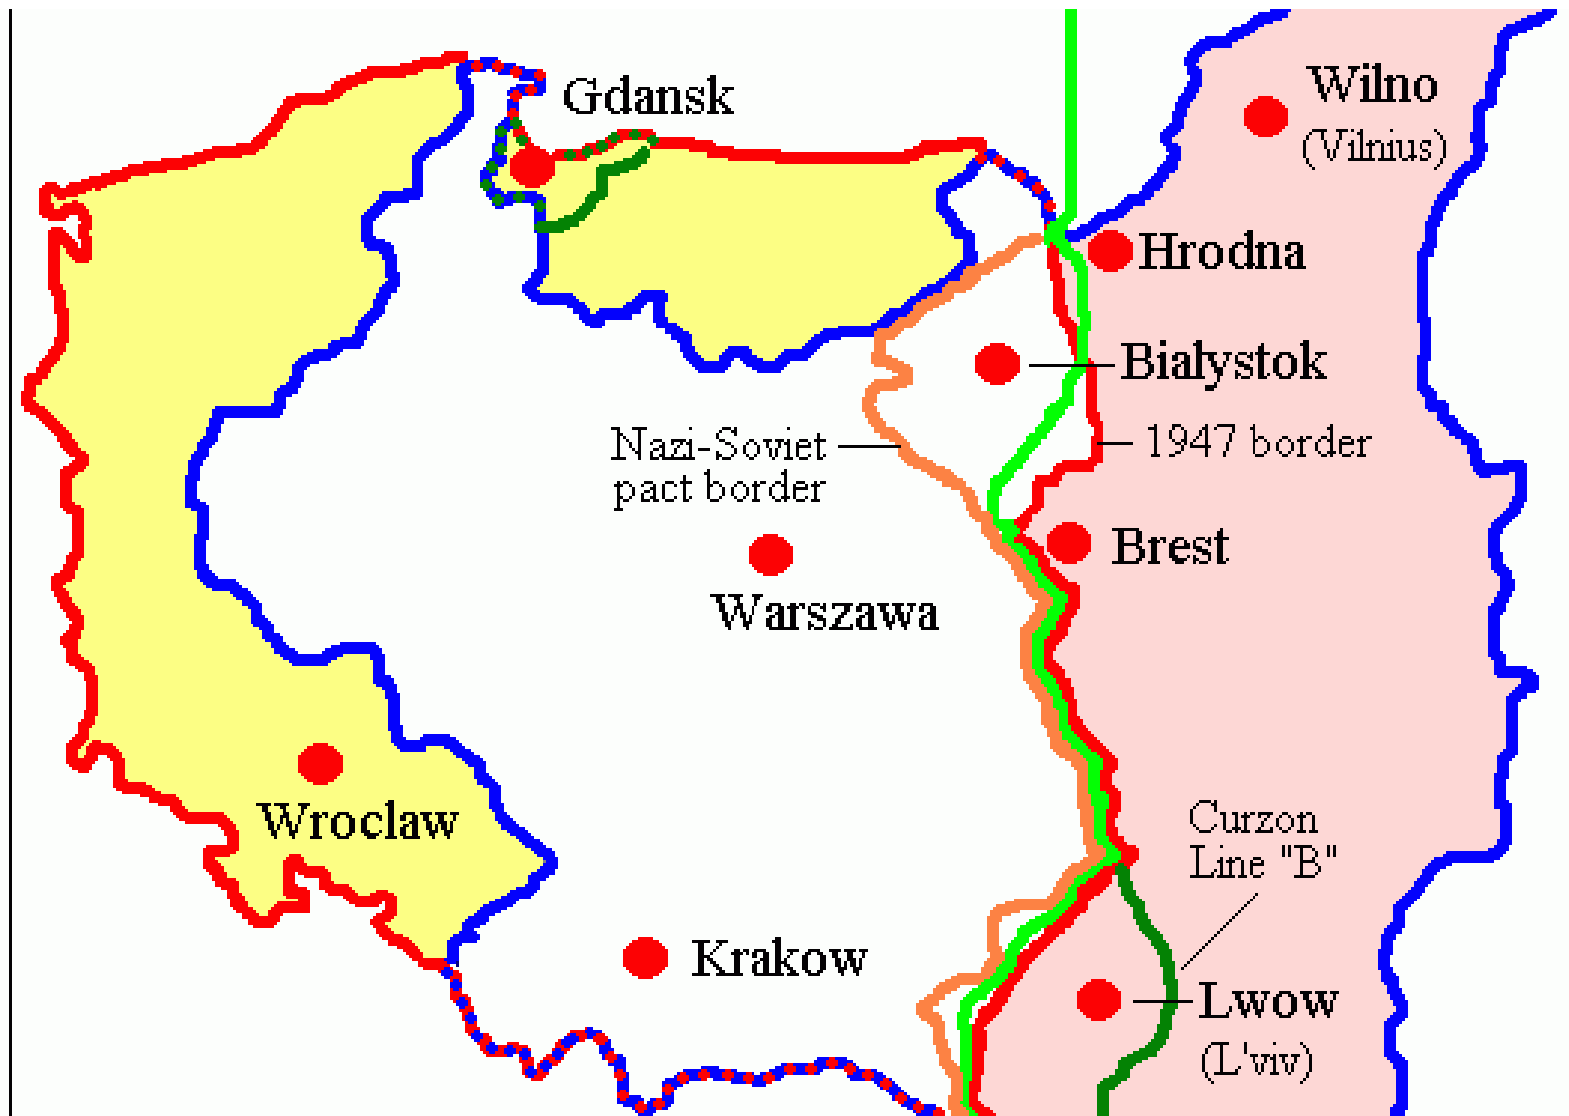 Gdansk
Wilno
(Vilnius)
Hrodna
Bialystok
Nazi-Soviet
pact border
1947 border
Brest
Warszawa
Wroclaw
Curzon
Line "B"
Krakow
Lwow
(L'viv)